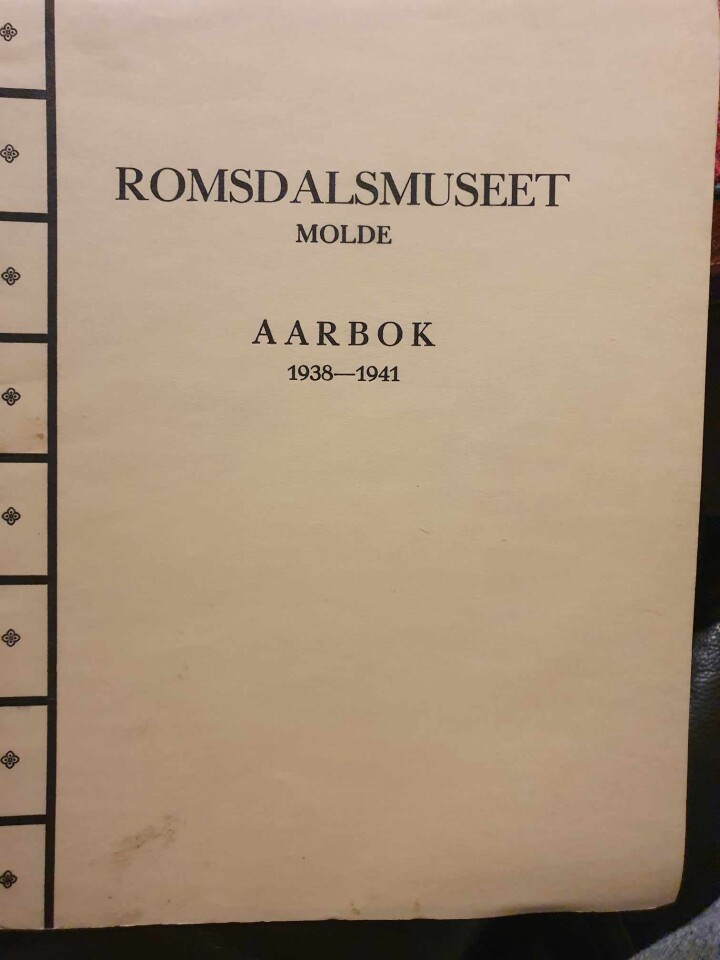 ROMSDALSMUSEET
MOLDE
AARBOK
1938—1941